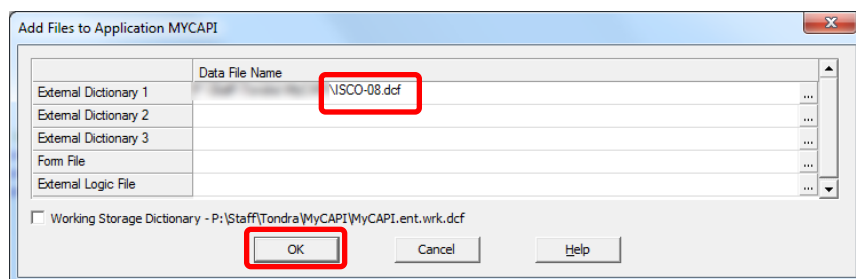 Add Files to Application MYCAPI
Data File Name
External Dictionary 1 \ISCO-08.dcf ...
External Dictionary 2 ...
External Dictionary 3 ...
Form File ...
External Logic File ...
Working Storage Dictionary - P:\Staff\Tondra\MyCAPI\MyCAPI.ent.wrk.dcf
OK Cancel Help